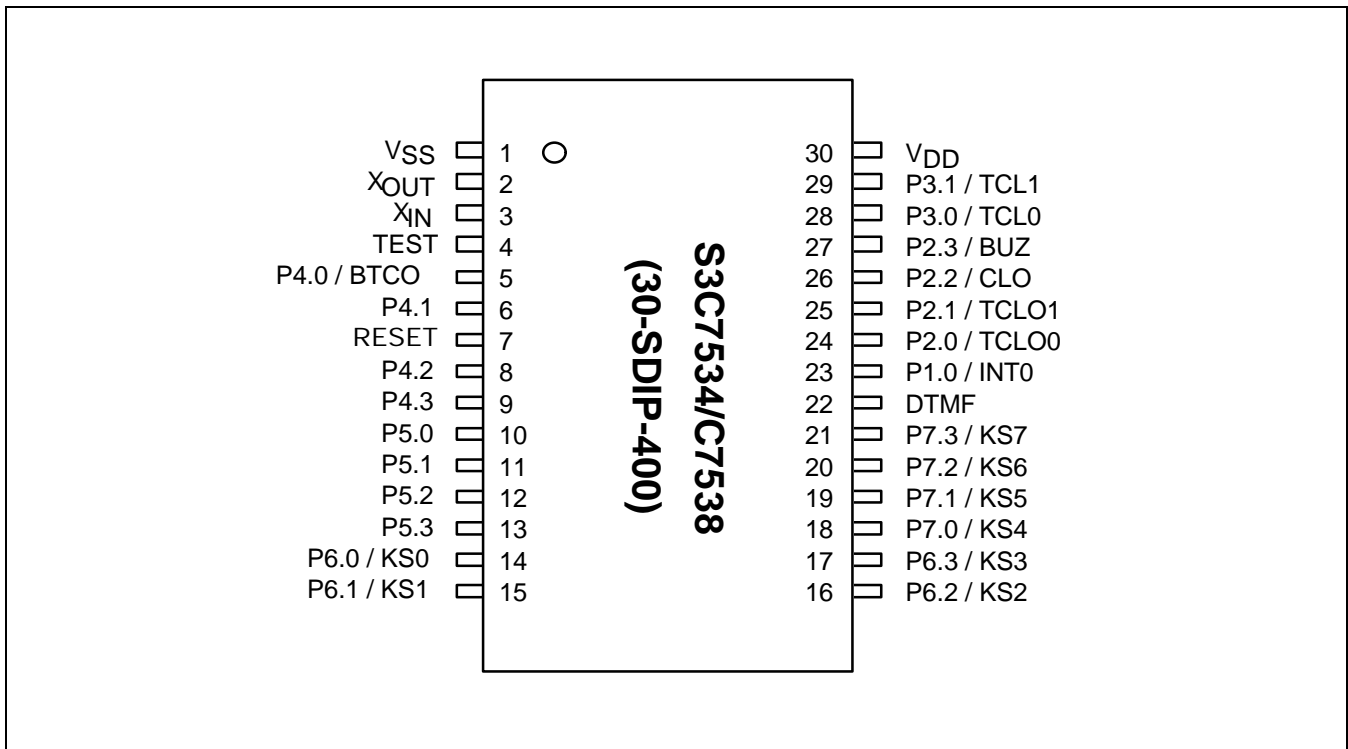 VSS 1 30 VDD
XOUT 2 29 P3.1 / TCL1
XIN 3 28 P3.0 / TCL0
TEST 4 27 P2.3 / BUZ
P4.0 / BTCO 5 26 P2.2 / CLO
P4.1 6 25 P2.1 / TCLO1
RESET 7 24 P2.0 / TCLO0
P4.2 8 23 P1.0 / INT0
P4.3 9 22 DTMF
P5.0 10 21 P7.3 / KS7
P5.1 11 20 P7.2 / KS6
P5.2 12 19 P7.1 / KS5
P5.3 13 18 P7.0 / KS4
P6.0 / KS0 14 17 P6.3 / KS3
P6.1 / KS1 15 16 P6.2 / KS2
S3C7534/C7538
(30-SDIP-400)